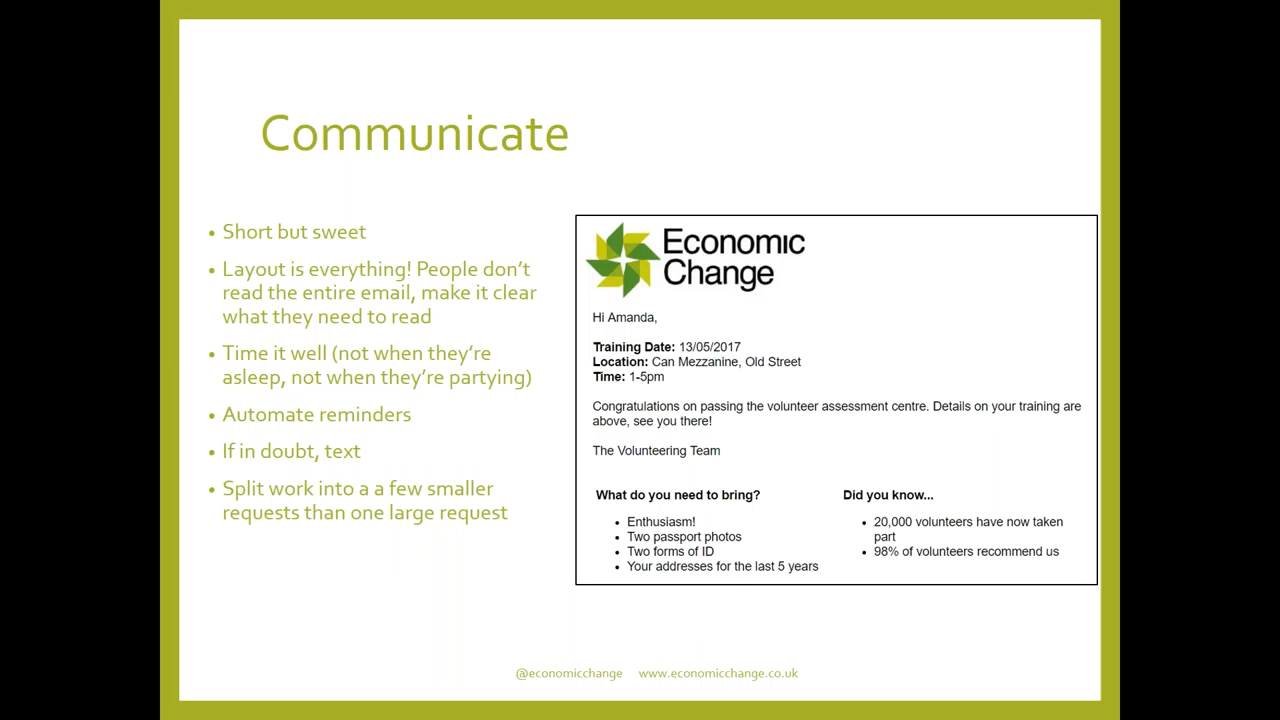 Communicate
• Short but sweet
• Layout is everything! People don't
read the entire email, make it clear
what they need to read
• Time it well (not when they're
asleep, not when they're partying)
• Automate reminders
• If in doubt, text
• Split work into a a few smaller
requests than one large request
Economic
Change
Hi Amanda,
Training Date: 13/05/2017
Location: Can Mezzanine, Old Street
Time: 1-5pm
Congratulations on passing the volunteer assessment centre. Details on your training are
above, see you there!
The Volunteering Team
What do you need to bring?
• Enthusiasm!
• Two passport photos
• Two forms of ID
• Your addresses for the last 5 years
Did you know...
• 20,000 volunteers have now taken
part
• 98% of volunteers recommend us
@economicchange www.economicchange.co.uk